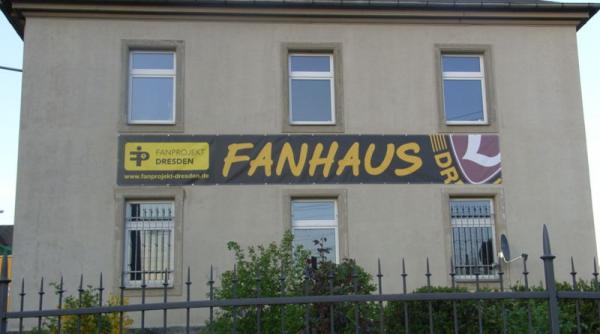 FANPROJEKT
DRESDEN
www.fanprojekt-dresden.de
FANHAUS
DR